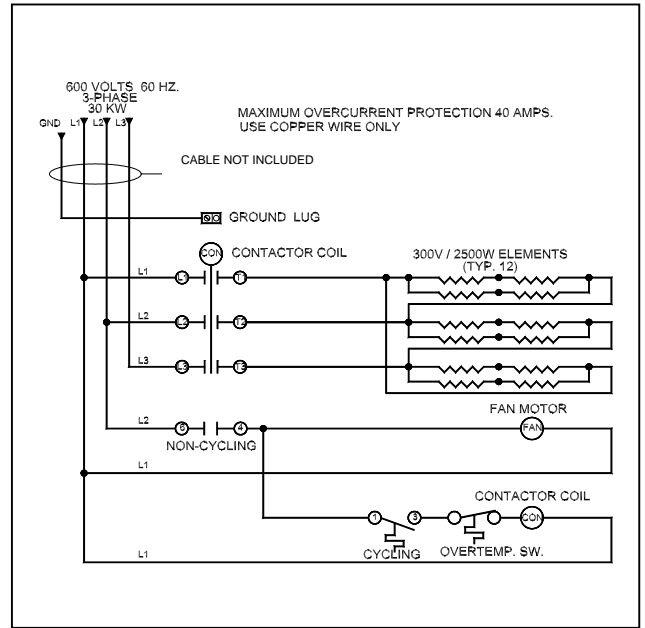 600 VOLTS 60 HZ.
3-PHASE
30 KW
GND L1 L2 L3
MAXIMUM OVERCURRENT PROTECTION 40 AMPS.
USE COPPER WIRE ONLY
CABLE NOT INCLUDED
GROUND LUG
CON CONTACTOR COIL
300V / 2500W ELEMENTS
(TYP. 12)
L1 L1 T1
L2 L2 T2
L3 L3 T3
FAN MOTOR
L2 6 4 FAN
NON-CYCLING
L1
CONTACTOR COIL
1 3 CON
CYCLING OVERTEMP. SW.
L1